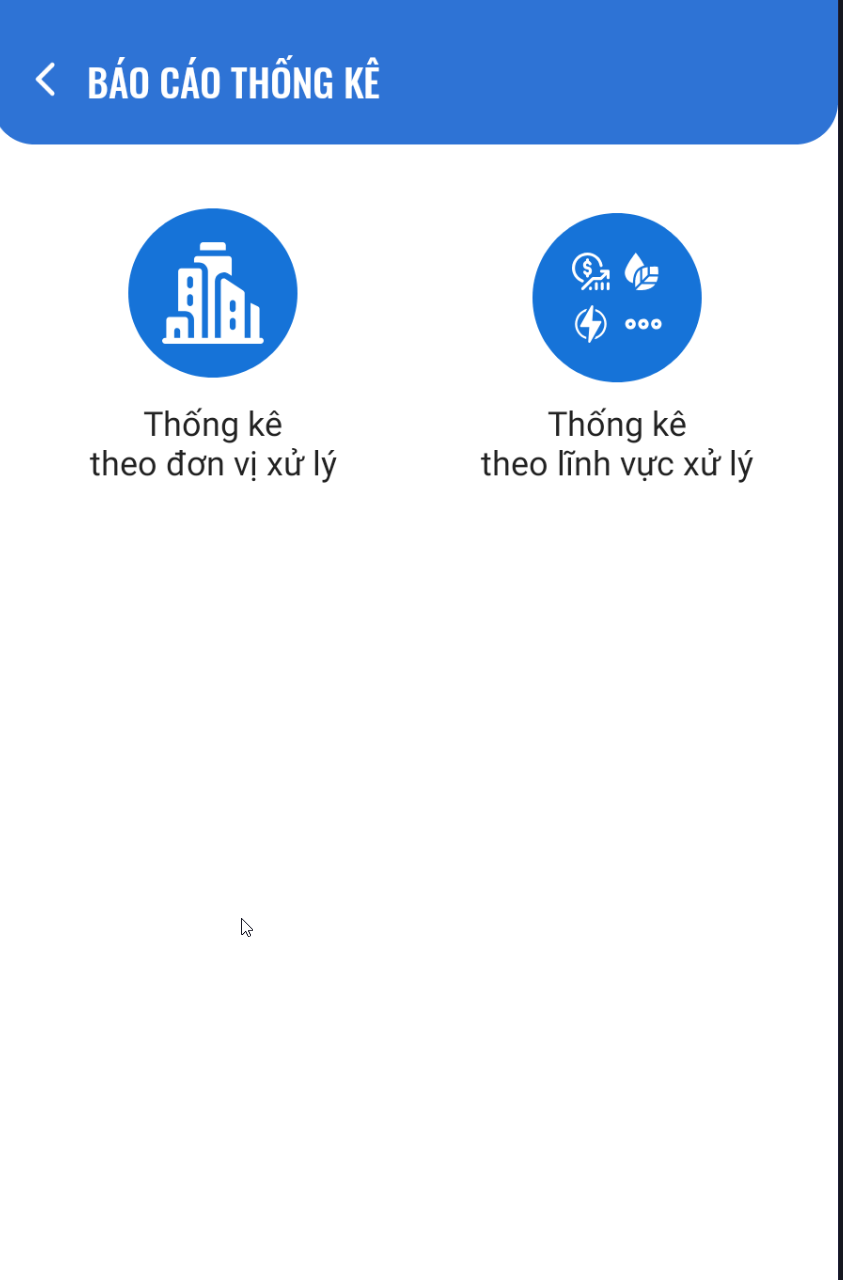 BÁO CÁO THỐNG KÊ
Thống kê
theo đơn vị xử lý
Thống kê
theo lĩnh vực xử lý